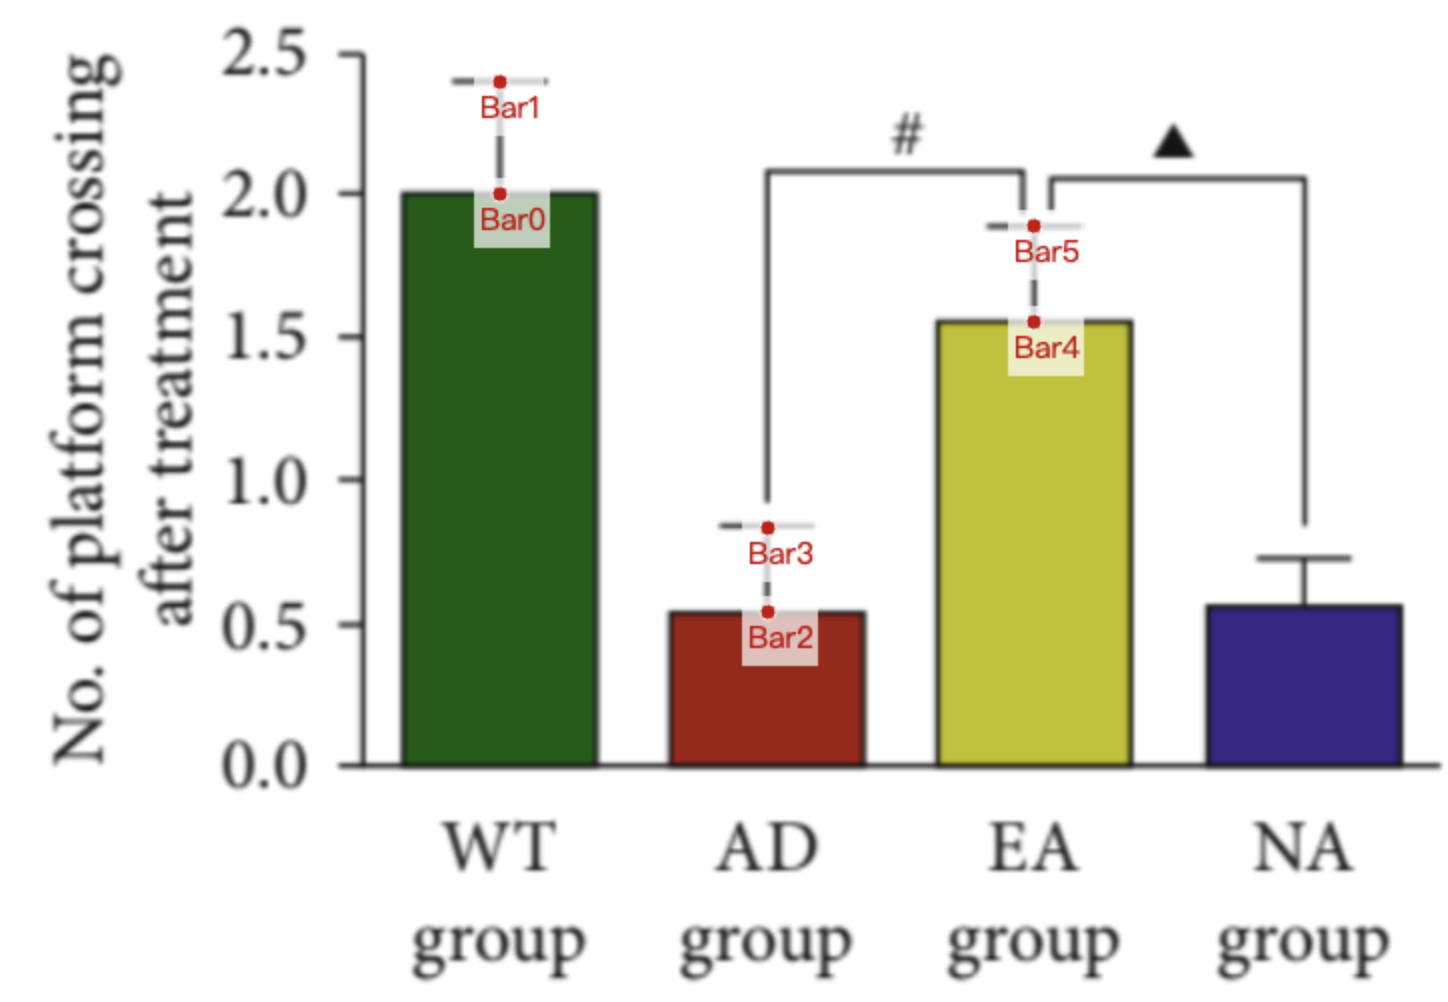 No. of platform crossing
after treatment
2.5
2.0
1.5
1.0
0.5
0.0
Bar1
Bar0
#
▲
Bar5
Bar4
Bar3
Bar2
WT
group
AD
group
EA
group
NA
group